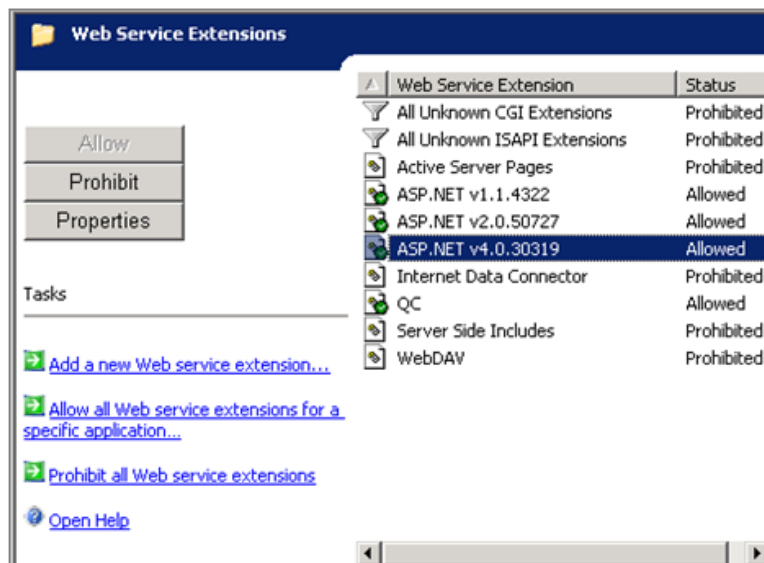 Web Service Extensions
Allow
Prohibit
Properties
Tasks
Add a new Web service extension...
Allow all Web service extensions for a
specific application...
Prohibit all Web service extensions
Open Help
Web Service Extension Status
All Unknown CGI Extensions Prohibited
All Unknown ISAPI Extensions Prohibited
Active Server Pages Prohibited
ASP.NET v1.1.4322 Allowed
ASP.NET v2.0.50727 Allowed
ASP.NET v4.0.30319 Allowed
Internet Data Connector Prohibited
QC Allowed
Server Side Includes Prohibited
WebDAV Prohibited